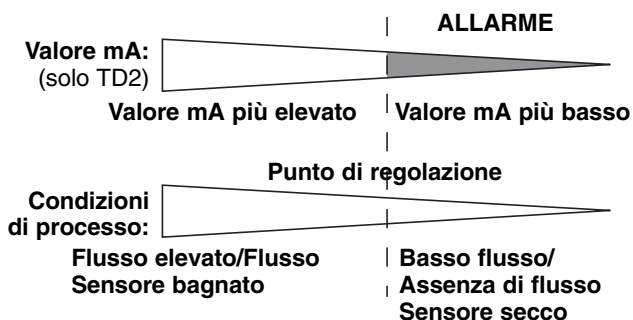 ALLARME
Valore mA:
(solo TD2)
Valore mA più elevato
Valore mA più basso
Punto di regolazione
Condizioni
di processo:
Flusso elevato/Flusso
Sensore bagnato
Basso flusso/
Assenza di flusso
Sensore secco